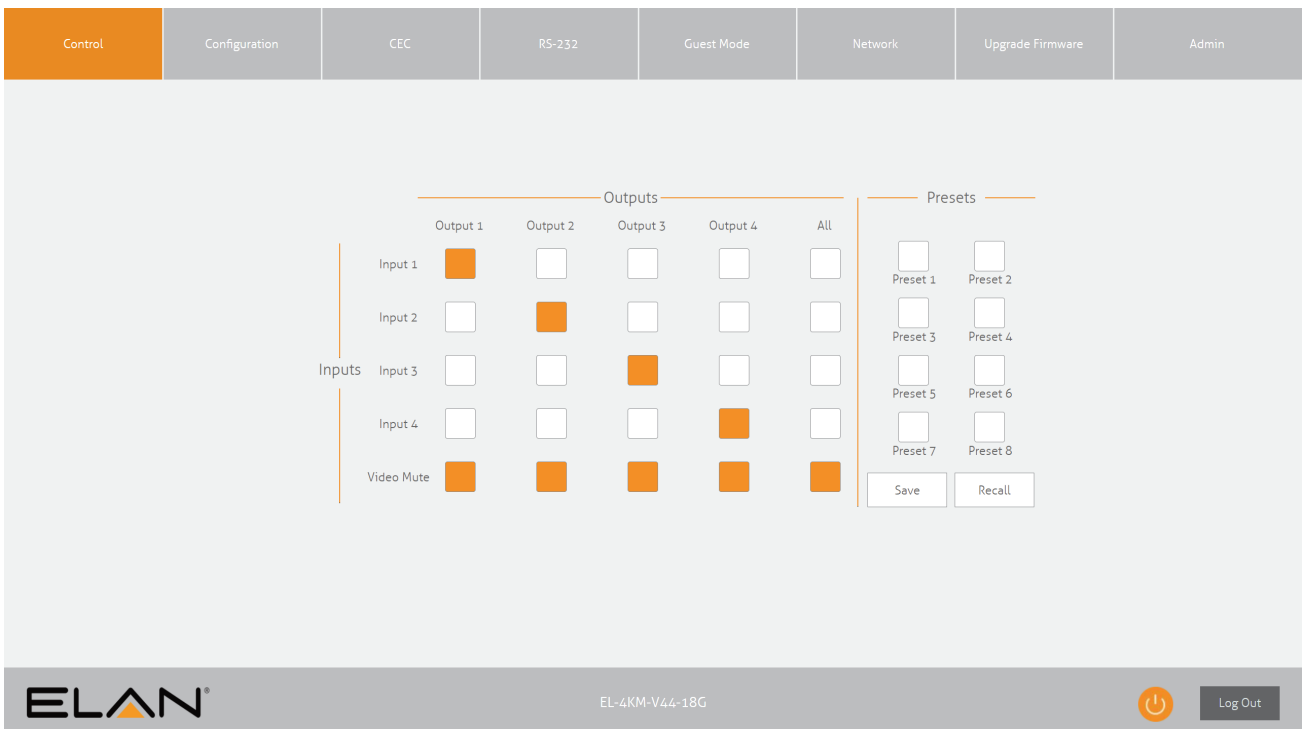 Control Configuration CEC RS-232 Guest Mode Network Upgrade Firmware Admin
Outputs Presets
Output 1 Output 2 Output 3 Output 4 All
Input 1
Preset 1 Preset 2
Input 2
Preset 3 Preset 4
Inputs Input 3
Preset 5 Preset 6
Input 4
Preset 7 Preset 8
Video Mute
Save Recall
ELAN®
EL-4KM-V44-18G
Log Out